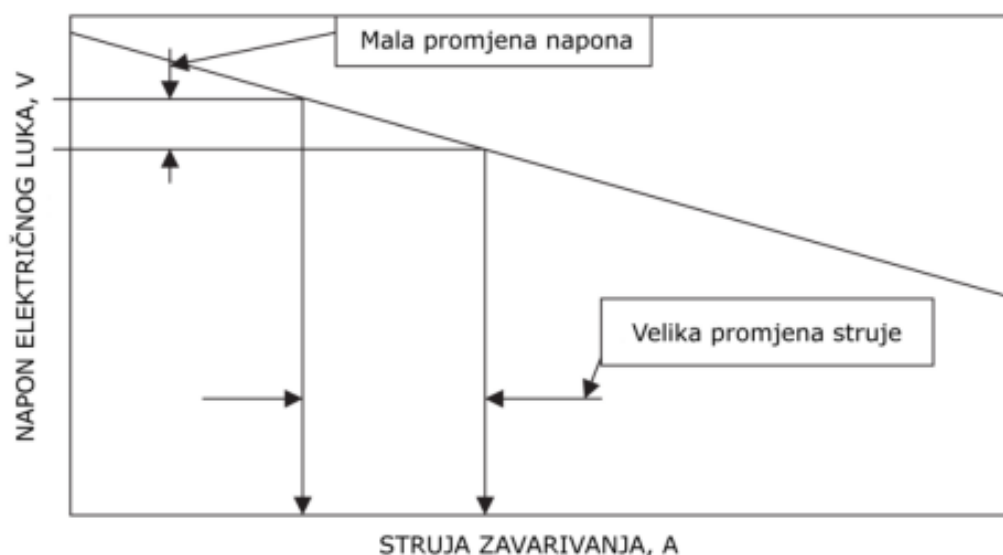 Mala promjena napona
NAPON ELEKTRIČNOG LUKA, V
Velika promjena struje
STRUJA ZAVARIVANJA, A